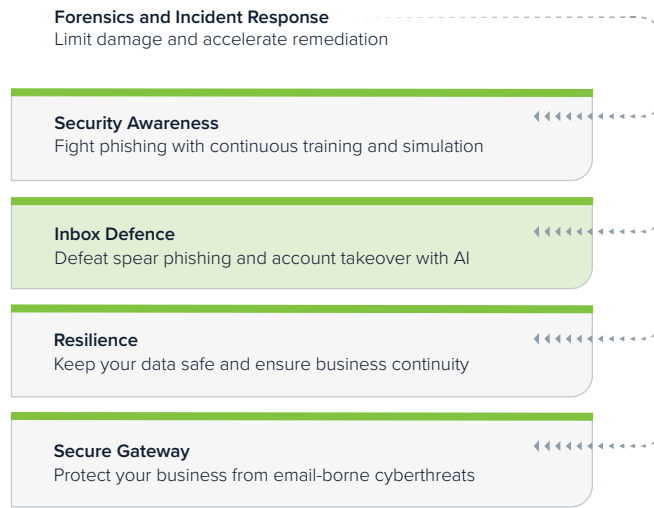 Forensics and Incident Response
Limit damage and accelerate remediation
Security Awareness
Fight phishing with continuous training and simulation
Inbox Defence
Defeat spear phishing and account takeover with AI
Resilience
Keep your data safe and ensure business continuity
Secure Gateway
Protect your business from email-borne cyberthreats